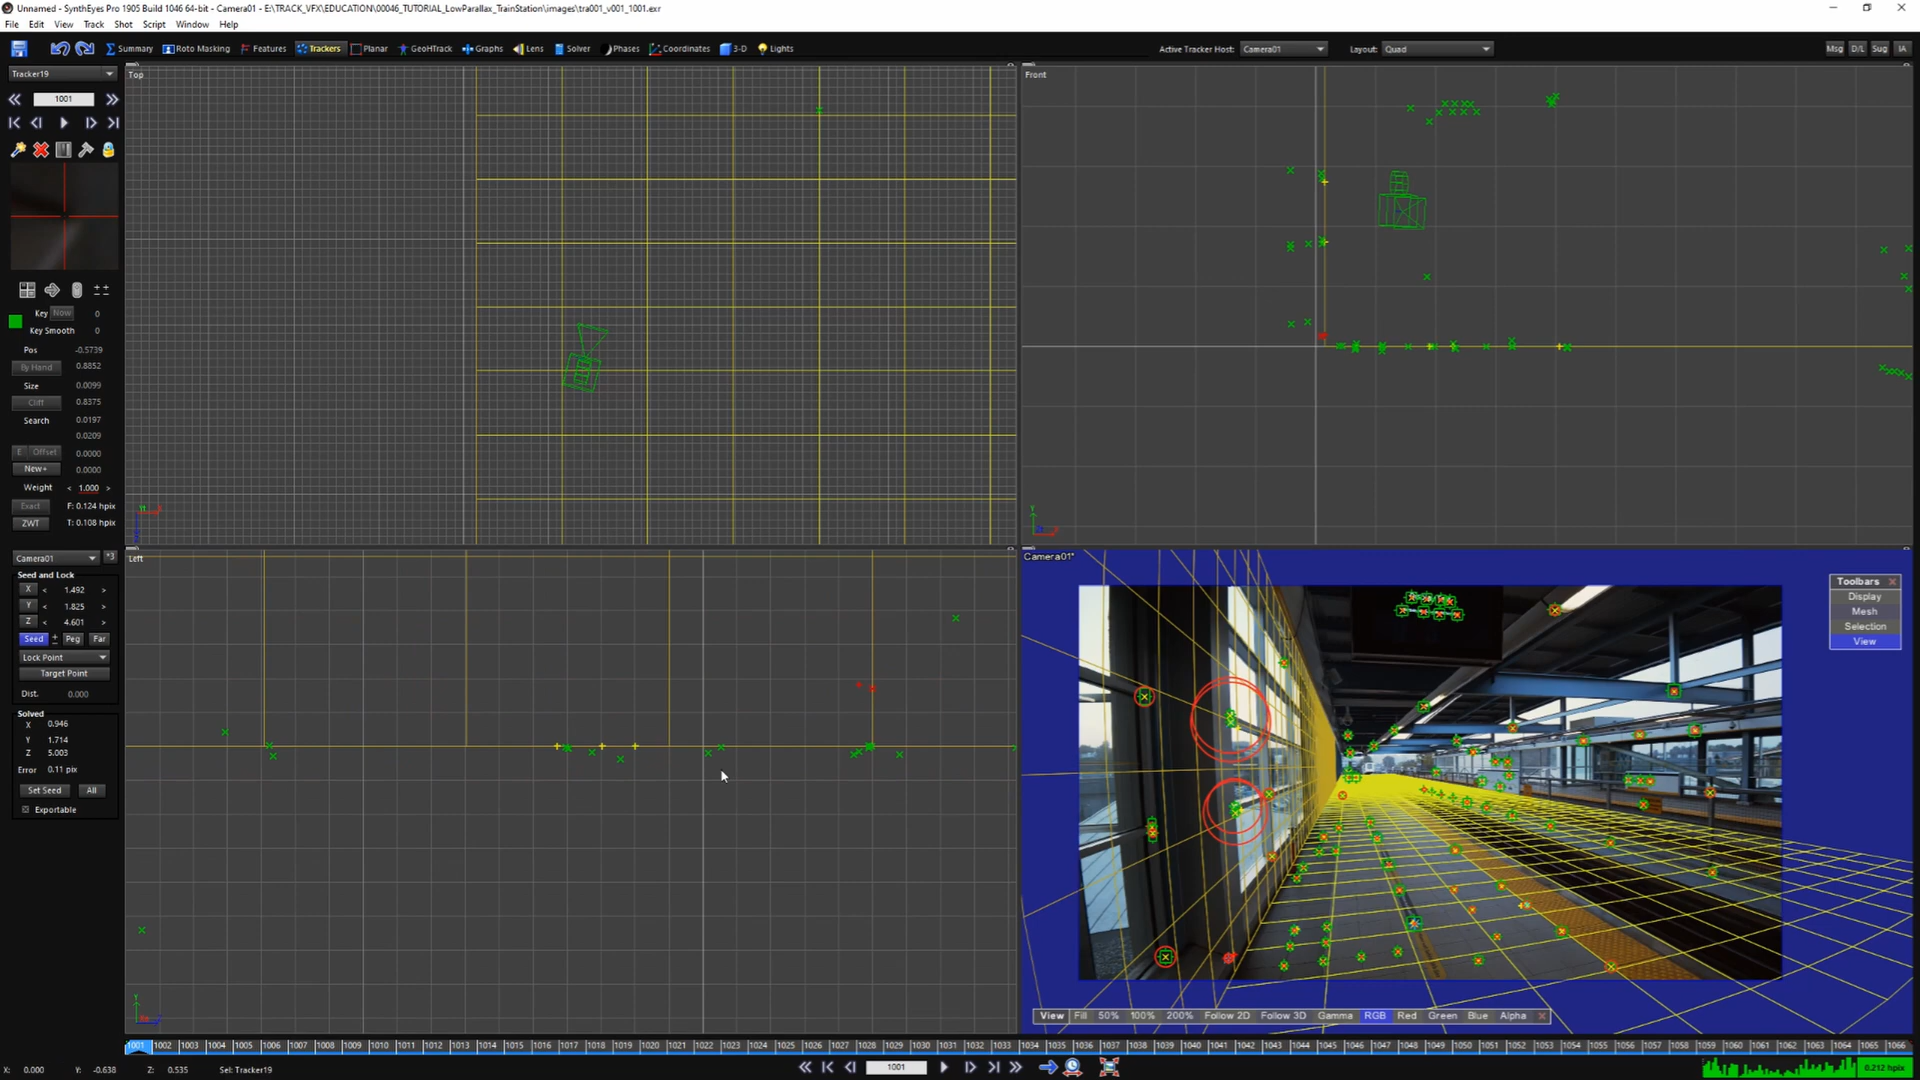 Unnamed - SynthEyes Pro 1905 Build 1046 64-bit - Camera01 - E:\TRACK_VFX\EDUCATION\00046_TUTORIAL_LowParallax_TrainStation\images\tra001_v001_1001.exr
File Edit View Track Shot Script Window Help
Summary Roto Masking Features Trackers Planar GeoHTrack Graphs Lens Solver Phases Coordinates 3-D Lights Active Tracker Host: Camera01 Layout: Quad Msg D/L Sug IA
Tracker19
Top
Front
1001
Key Now 0
Key Smooth 0
Pos -0.5739
By Hand 0.8852
Size 0.0099
Cliff 0.8375
Search 0.0197
0.0209
E Offset 0.0000
New+ 0.0000
Weight < 1.000 >
Exact F: 0.124 hpix
ZWT T: 0.108 hpix
Camera01 *3
Left
Camera01*
Seed and Lock
X < 1.492 >
Y < 1.825 >
Z < 4.601 >
Seed + Peg Far
Lock Point
Target Point
Dist. 0.000
Solved
X 0.946
Y 1.714
Z 5.003
Error 0.11 pix
Set Seed All
Exportable
Toolbars
Display
Mesh
Selection
View
View Fill 50% 100% 200% Follow 2D Follow 3D Gamma RGB Red Green Blue Alpha
1001 1002 1003 1004 1005 1006 1007 1008 1009 1010 1011 1012 1013 1014 1015 1016 1017 1018 1019 1020 1021 1022 1023 1024 1025 1026 1027 1028 1029 1030 1031 1032 1033 1034 1035 1036 1037 1038 1039 1040 1041 1042 1043 1044 1045 1046 1047 1048 1049 1050 1051 1052 1053 1054 1055 1056 1057 1058 1059 1060 1061 1062 1063 1064 1065 1066
X: 0.000 Y: -0.638 Z: 0.535 Sel: Tracker19 1001 0.212 hpix